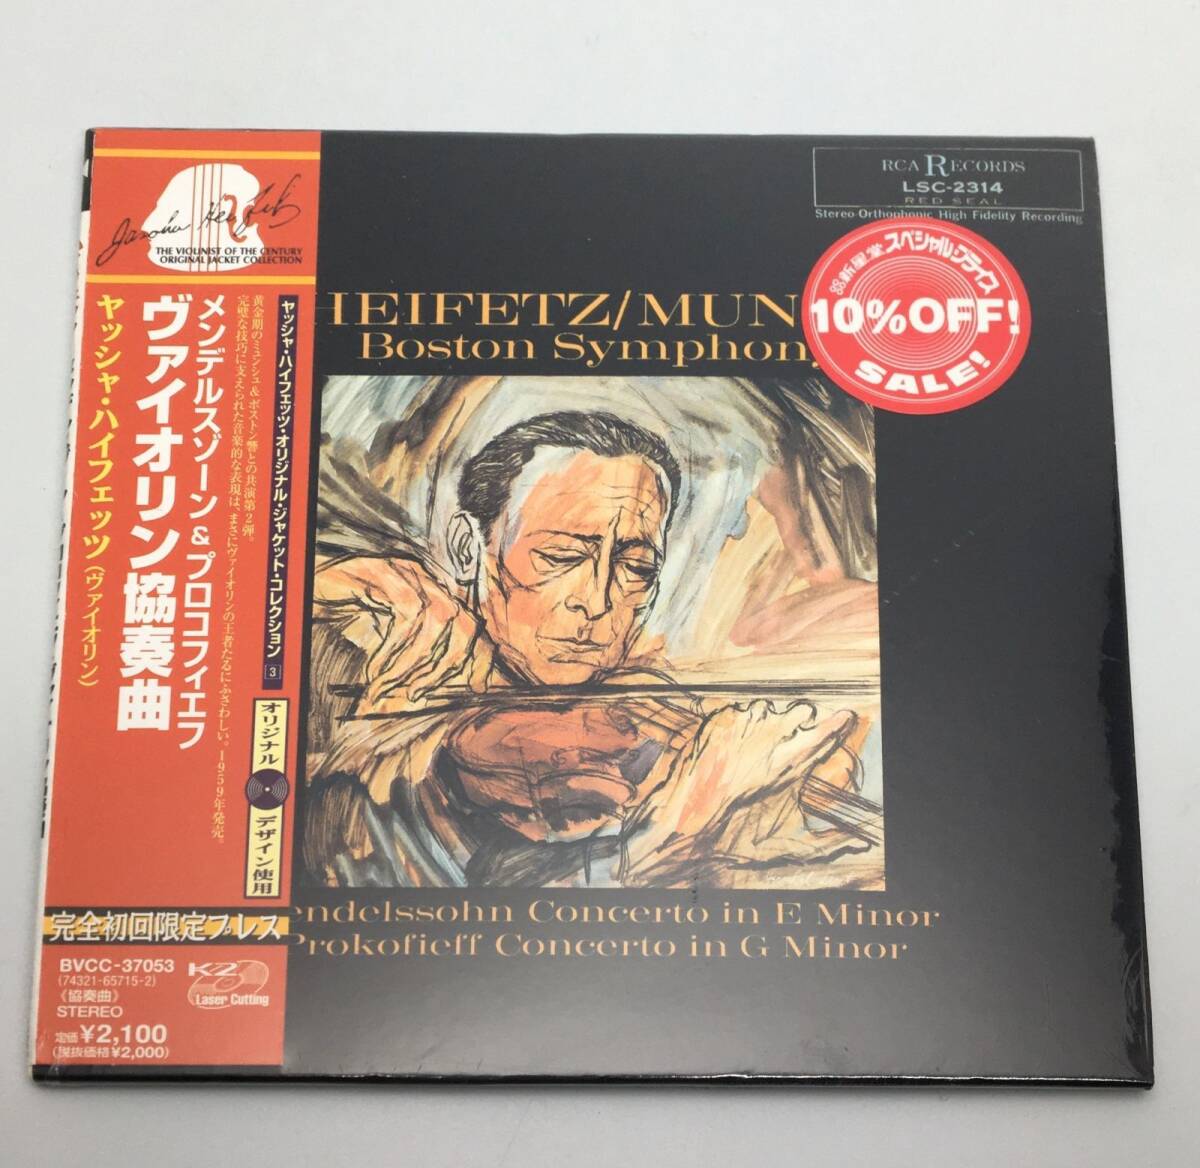 Jascha Heifetz
THE VIOLINIST OF THE CENTURY
ORIGINAL JACKET COLLECTION
メンデルスゾーン&プロコフィエフ
ヴァイオリン協奏曲
ヤッシャ・ハイフェッツ(ヴァイオリン)
ヤッシャ・ハイフェッツ・オリジナル・ジャケット・コレクション 3
黄金期のミュンシュ&ボストン響との共演第2弾。
完璧な技巧に支えられた音楽的な表現は、まさにヴァイオリンの王者たるにふさわしい。1959年発売。
オリジナル
デザイン使用
完全初回限定プレス
BVCC-37053
(74321-65715-2)
《協奏曲》
STEREO
定価¥2,100
(税抜価格¥2,000)
K2
Laser Cutting
RCA RECORDS
LSC-2314
RED SEAL
Stereo-Orthophonic High Fidelity Recording
新星堂スペシャル・プライス
10%OFF!
SALE!
HEIFETZ/MUN
Boston Symphony
endelssohn Concerto in E Minor
Prokofieff Concerto in G Minor